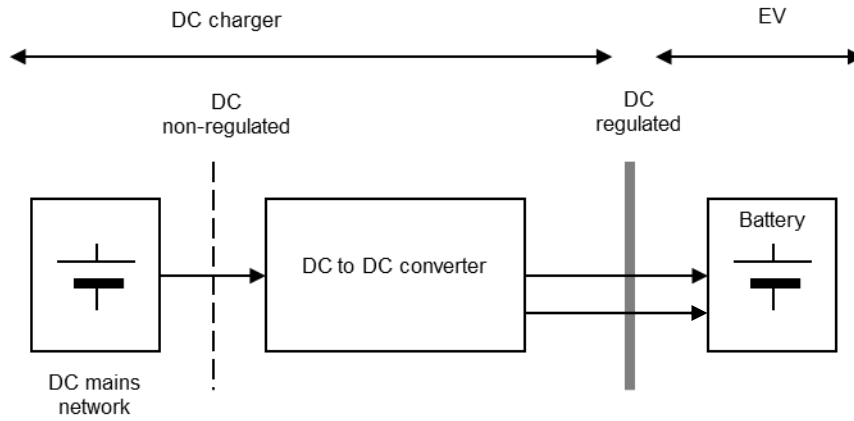 DC charger
EV
DC
non-regulated
DC
regulated
DC to DC converter
Battery
DC mains
network